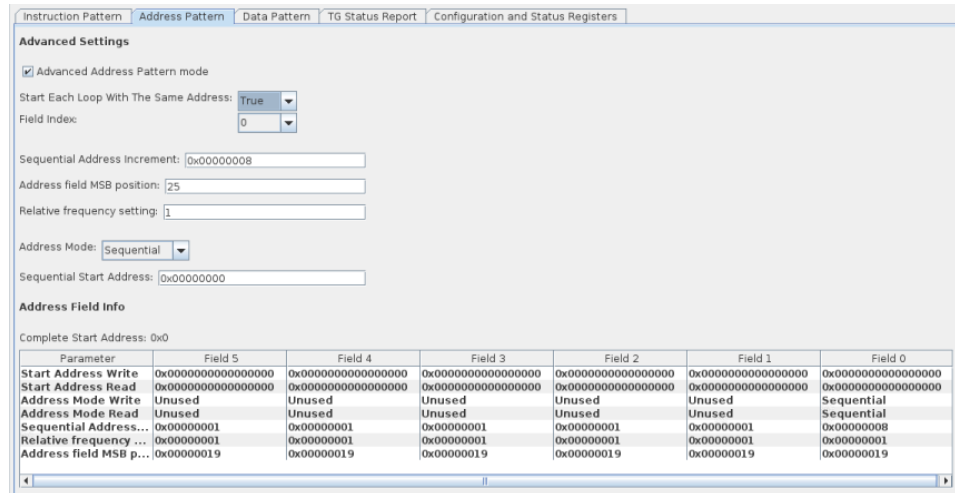 Instruction Pattern Address Pattern Data Pattern TG Status Report Configuration and Status Registers
Advanced Settings
Advanced Address Pattern mode
Start Each Loop With The Same Address: True
Field Index: 0
Sequential Address Increment: 0x00000008
Address field MSB position: 25
Relative frequency setting: 1
Address Mode: Sequential
Sequential Start Address: 0x00000000
Address Field Info
Complete Start Address: 0x0
Parameter Field 5 Field 4 Field 3 Field 2 Field 1 Field 0
Start Address Write 0x0000000000000000 0x0000000000000000 0x0000000000000000 0x0000000000000000 0x0000000000000000 0x0000000000000000
Start Address Read 0x0000000000000000 0x0000000000000000 0x0000000000000000 0x0000000000000000 0x0000000000000000 0x0000000000000000
Address Mode Write Unused Unused Unused Unused Unused Sequential
Address Mode Read Unused Unused Unused Unused Unused Sequential
Sequential Address... 0x00000001 0x00000001 0x00000001 0x00000001 0x00000001 0x00000008
Relative frequency ... 0x00000001 0x00000001 0x00000001 0x00000001 0x00000001 0x00000001
Address field MSB p... 0x00000019 0x00000019 0x00000019 0x00000019 0x00000019 0x00000019